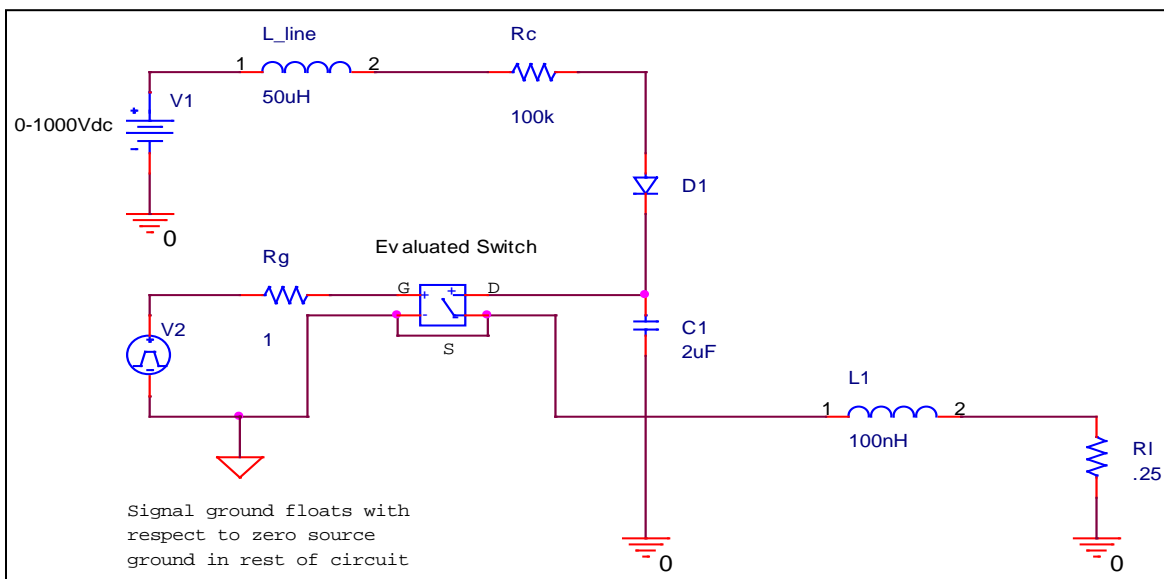 L_line
Rc
1
2
50uH
100k
V1
0-1000Vdc
D1
0
Evaluated Switch
Rg
G
D
V2
1
S
C1
2uF
L1
1
2
100nH
Rl
.25
Signal ground floats with
respect to zero source
ground in rest of circuit
0
0